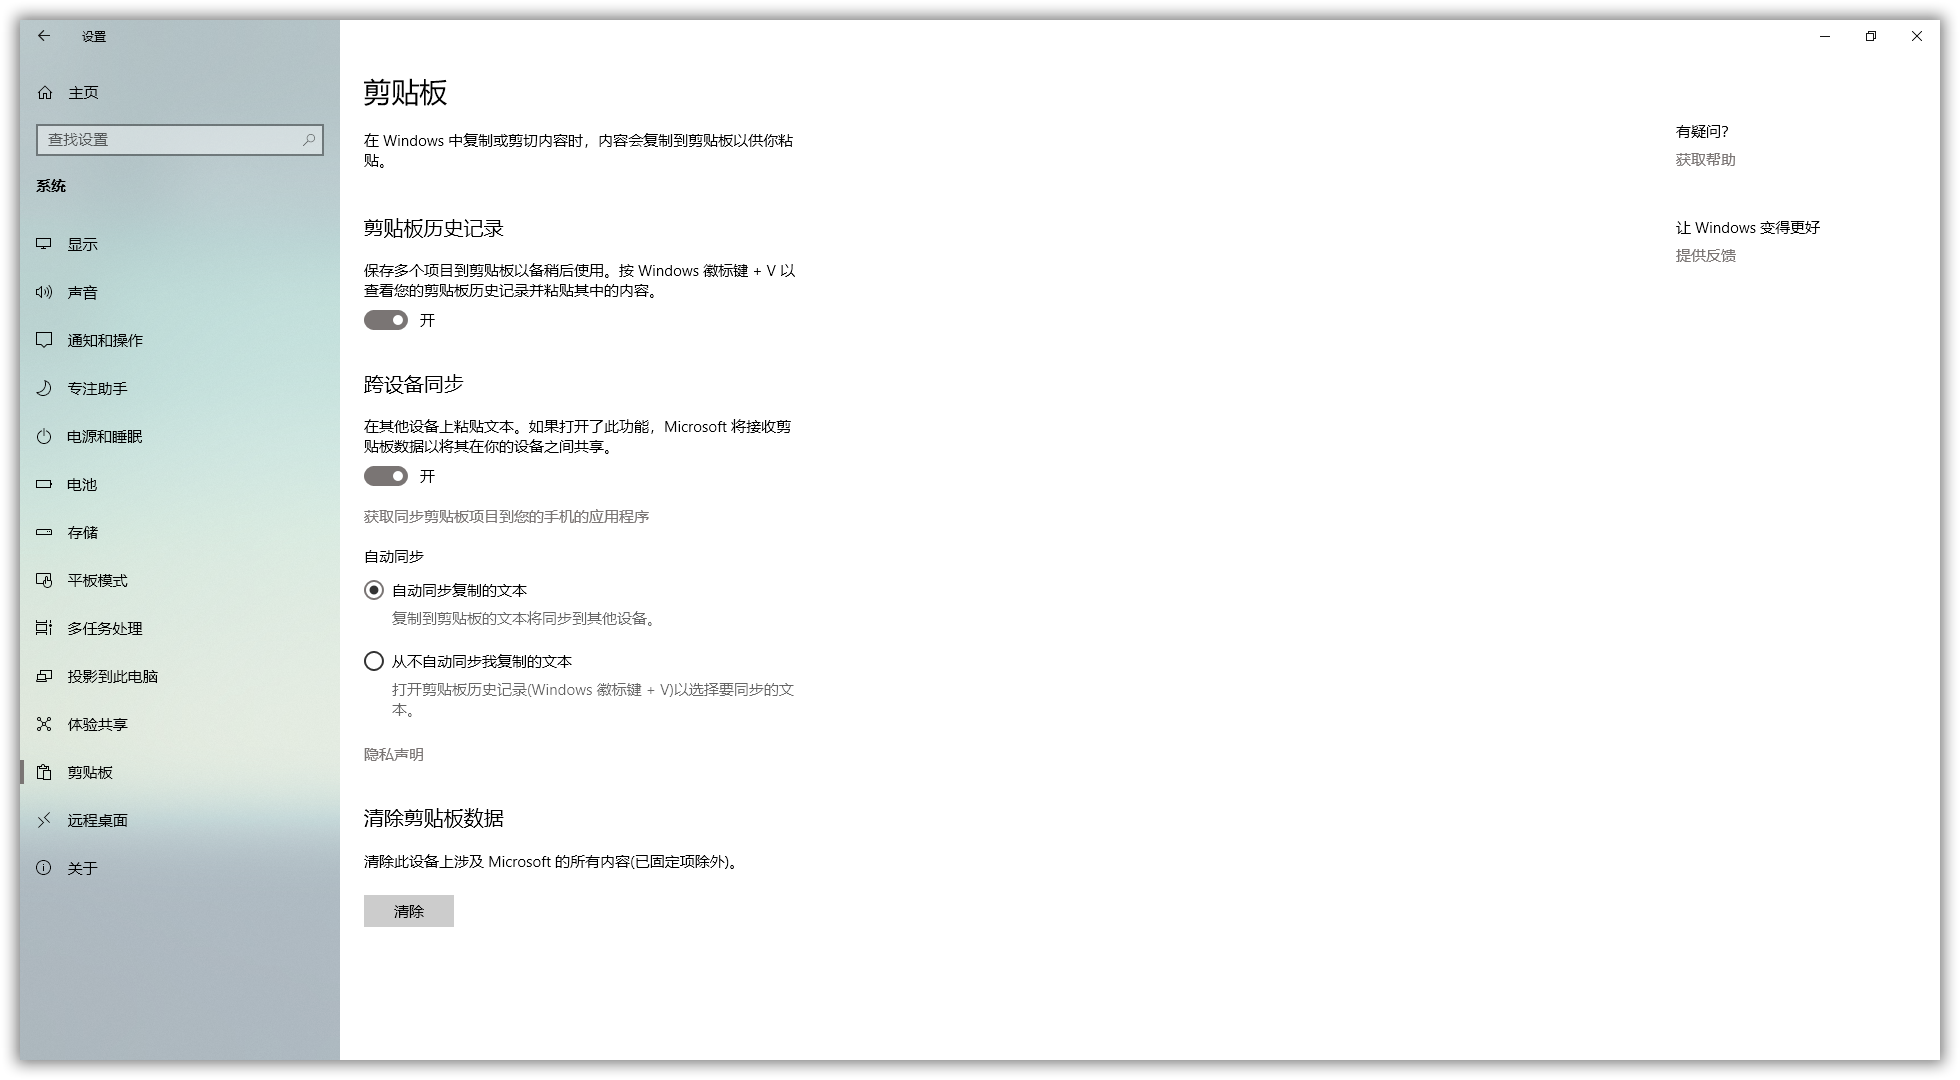 设置
主页
查找设置
系统
显示
声音
通知和操作
专注助手
电源和睡眠
电池
存储
平板模式
多任务处理
投影到此电脑
体验共享
剪贴板
远程桌面
关于
剪贴板
在 Windows 中复制或剪切内容时，内容会复制到剪贴板以供你粘
贴。
剪贴板历史记录
保存多个项目到剪贴板以备稍后使用。按 Windows 徽标键 + V 以
查看您的剪贴板历史记录并粘贴其中的内容。
开
跨设备同步
在其他设备上粘贴文本。如果打开了此功能，Microsoft 将接收剪
贴板数据以将其在你的设备之间共享。
开
获取同步剪贴板项目到您的手机的应用程序
自动同步
自动同步复制的文本
复制到剪贴板的文本将同步到其他设备。
从不自动同步我复制的文本
打开剪贴板历史记录(Windows 徽标键 + V)以选择要同步的文
本。
隐私声明
清除剪贴板数据
清除此设备上涉及 Microsoft 的所有内容(已固定项除外)。
清除
有疑问?
获取帮助
让 Windows 变得更好
提供反馈